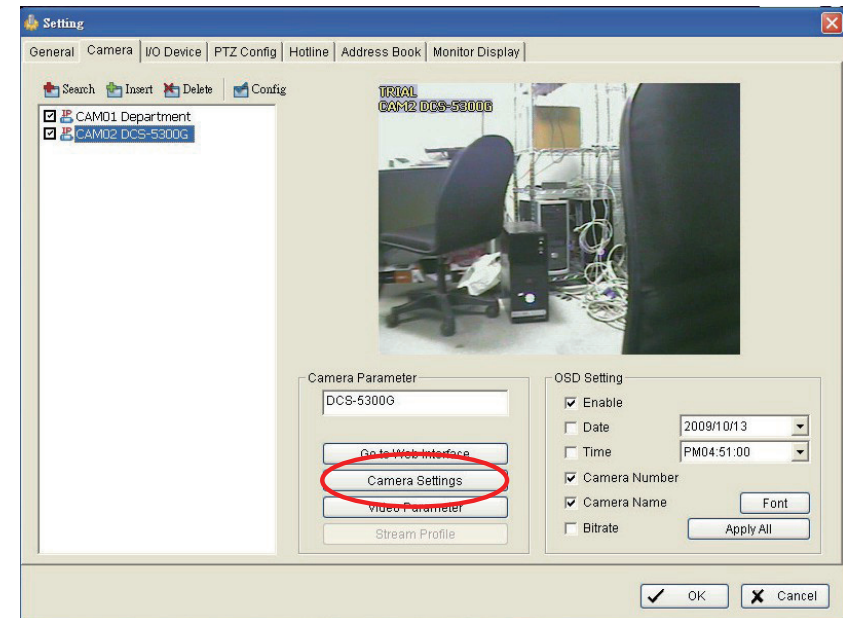 Setting
General Camera I/O Device PTZ Config Hotline Address Book Monitor Display
Search Insert Delete Config
IP CAM01 Department
IP CAM02 DCS-5300G
TRIAL
CAM2 DCS-5300G
Camera Parameter
DCS-5300G
Go to Web Interface
Camera Settings
Video Parameter
Stream Profile
OSD Setting
Enable
Date 2009/10/13
Time PM04:51:00
Camera Number
Camera Name Font
Bitrate Apply All
OK Cancel